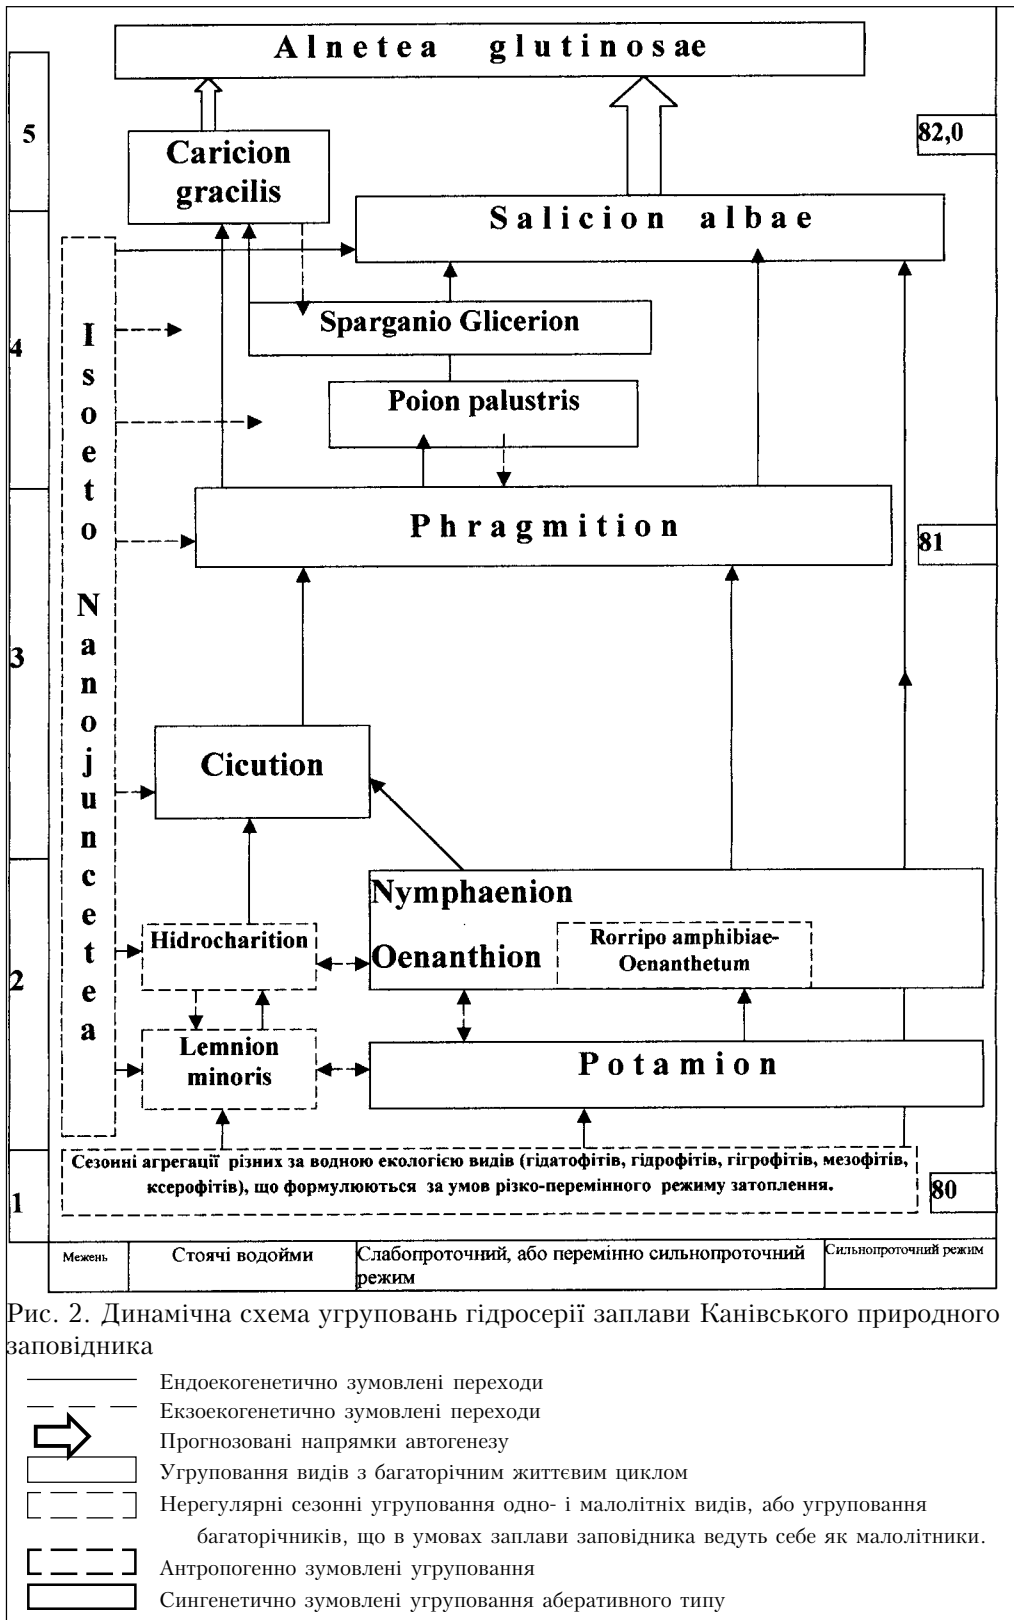 Alnetea glutinosae
5
82,0
Caricion
gracilis
Salicion albae
Isoeto Nanojuncetea
4
Sparganio Glicerion
Poion palustris
Phragmition
81
3
Cicution
Nymphaenion
Hidrocharition
Oenanthion
Rorripo amphibiae-
Oenanthetum
2
Lemnion
minoris
Potamion
Сезонні агрегації різних за водною екологією видів (гідатофітів, гідрофітів, гігрофітів, мезофітів,
ксерофітів), що формулюються за умов різко-перемінного режиму затоплення.
1
80
Межень
Стоячі водойми
Слабопроточний, або перемінно сильнопроточний
режим
Сильнопроточний режим
Рис. 2. Динамічна схема угруповань гідросерії заплави Канівського природного
заповідника
Ендоекогенетично зумовлені переходи
Екзоекогенетично зумовлені переходи
Прогнозовані напрямки автогенезу
Угруповання видів з багаторічним життєвим циклом
Нерегулярні сезонні угруповання одно- і малолітніх видів, або угруповання
багаторічників, що в умовах заплави заповідника ведуть себе як малолітники.
Антропогенно зумовлені угруповання
Сингенетично зумовлені угруповання аберативного типу